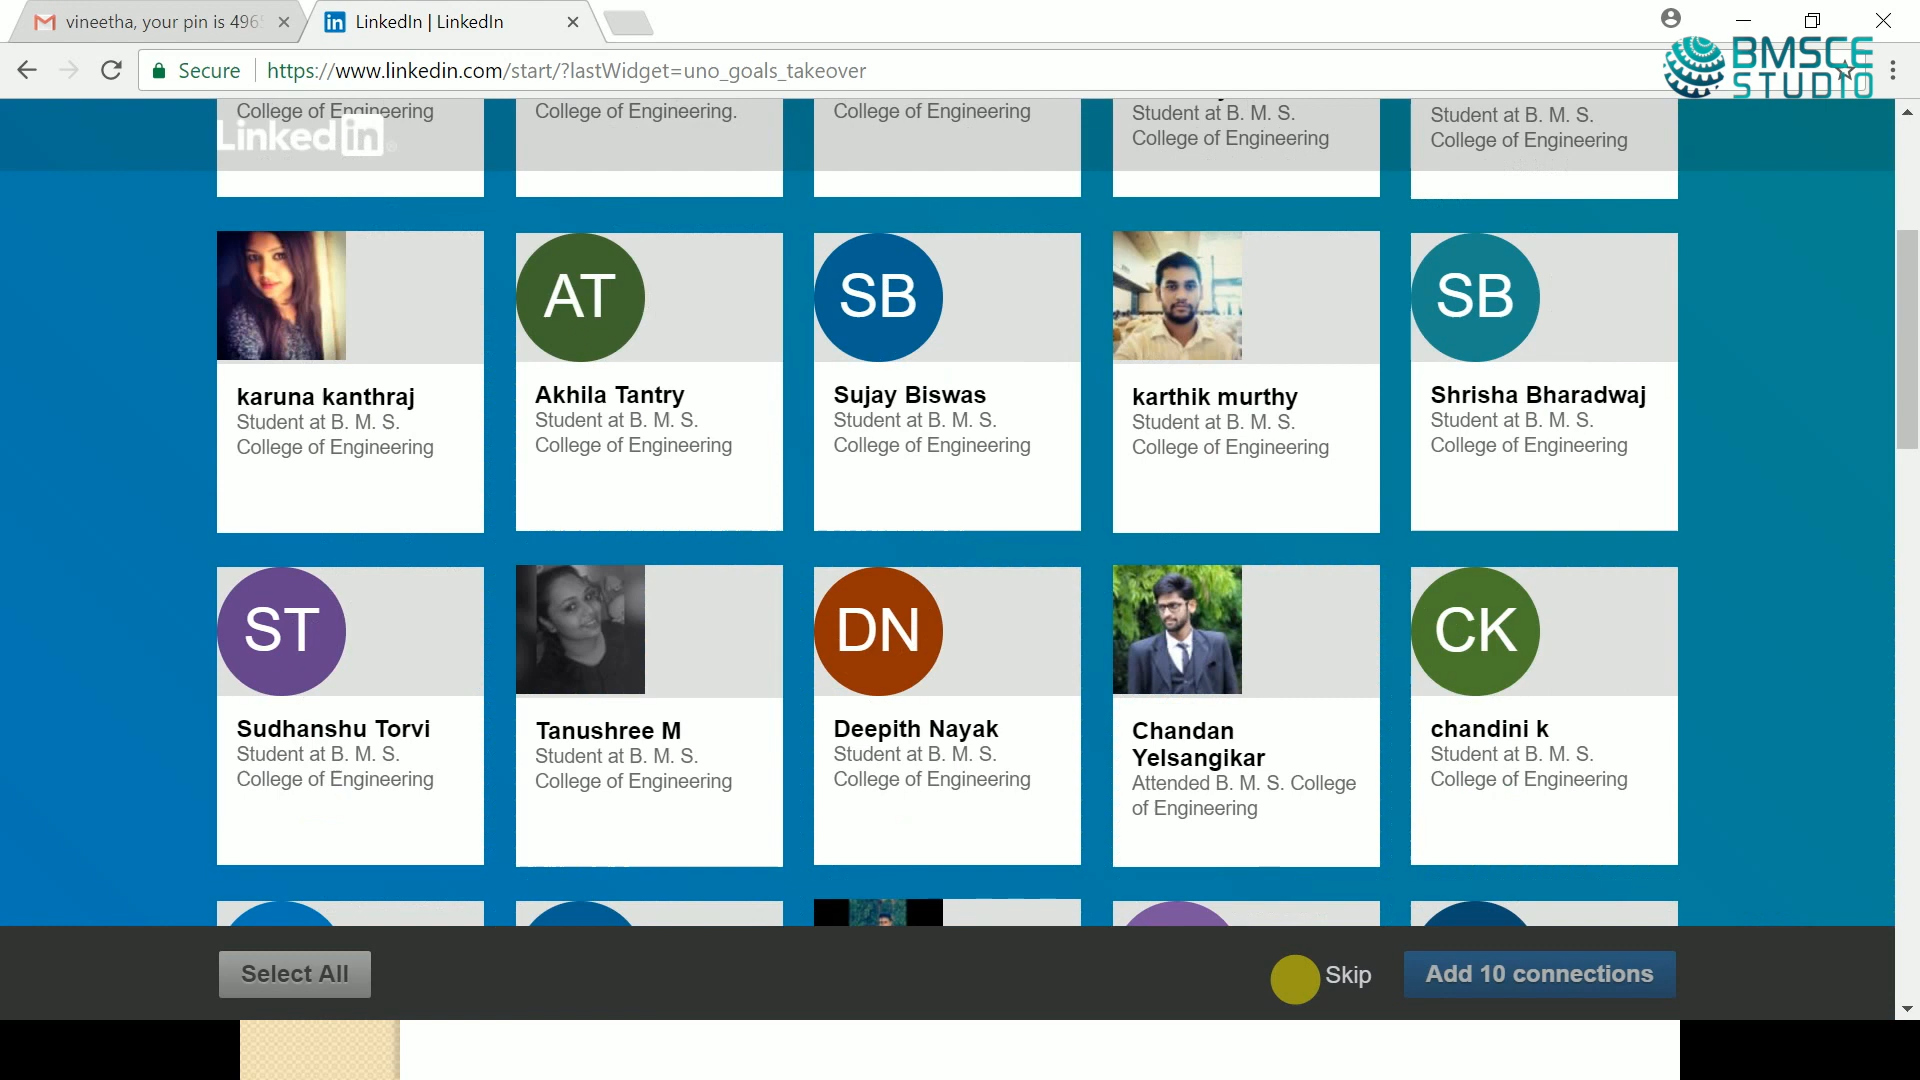 vineetha, your pin is 496
LinkedIn | LinkedIn
Secure
https://www.linkedin.com/start/?lastWidget=uno_goals_takeover
BMSCE
STUDIO
College of Engineering
College of Engineering.
College of Engineering
Student at B. M. S.
College of Engineering
Student at B. M. S.
College of Engineering
Linkedin
karuna kanthraj
Student at B. M. S.
College of Engineering
AT
Akhila Tantry
Student at B. M. S.
College of Engineering
SB
Sujay Biswas
Student at B. M. S.
College of Engineering
karthik murthy
Student at B. M. S.
College of Engineering
SB
Shrisha Bharadwaj
Student at B. M. S.
College of Engineering
ST
Sudhanshu Torvi
Student at B. M. S.
College of Engineering
Tanushree M
Student at B. M. S.
College of Engineering
DN
Deepith Nayak
Student at B. M. S.
College of Engineering
Chandan
Yelsangikar
Attended B. M. S. College
of Engineering
CK
chandini k
Student at B. M. S.
College of Engineering
Select All
Skip
Add 10 connections